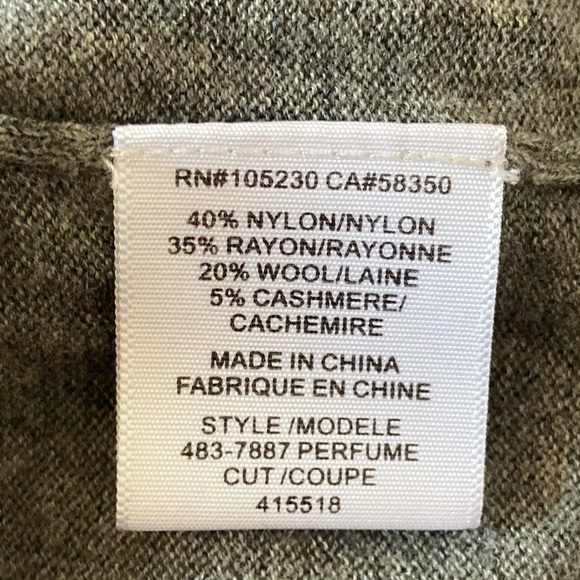 RN#105230 CA#58350
40% NYLON/NYLON
35% RAYON/RAYONNE
20% WOOL/LAINE
5% CASHMERE/
CACHEMIRE
MADE IN CHINA
FABRIQUE EN CHINE
STYLE /MODELE
483-7887 PERFUME
CUT /COUPE
415518